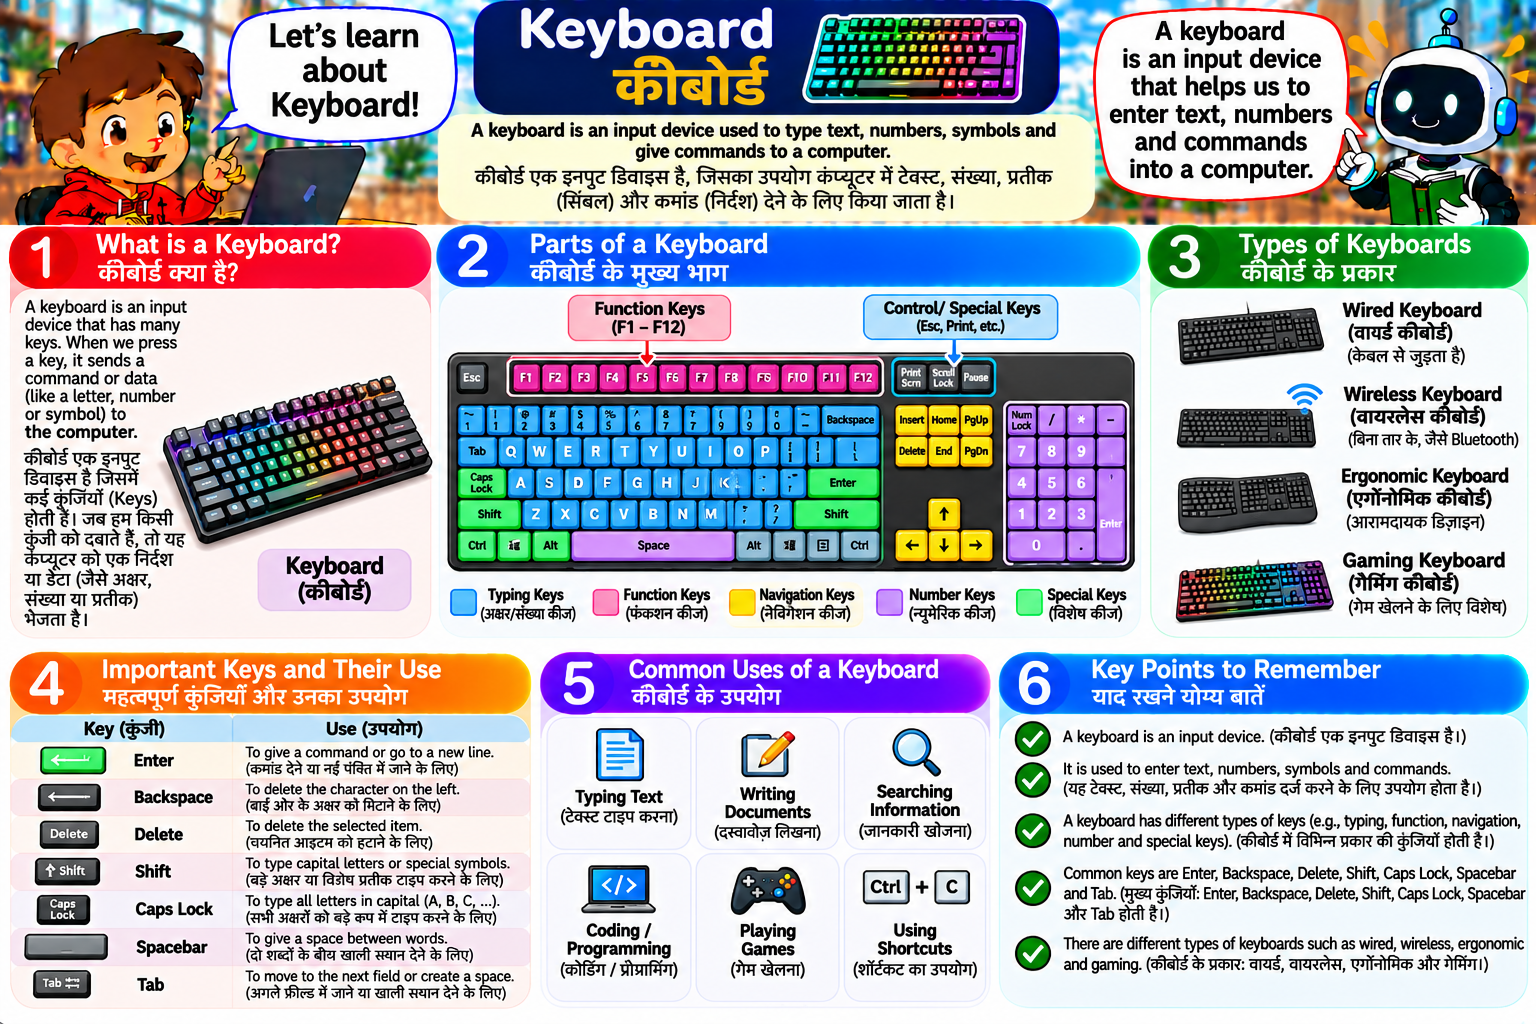 Let's learn
about
Keyboard!
Keyboard
कीबोर्ड
A keyboard is an input device used to type text, numbers, symbols and
give commands to a computer.
कीबोर्ड एक इनपुट डिवाइस है, जिसका उपयोग कंप्यूटर में टेक्स्ट, संख्या, प्रतीक
(सिंबल) और कमांड (निर्देश) देने के लिए किया जाता है।
A keyboard
is an input device
that helps us to
enter text, numbers
and commands
into a computer.
1
What is a Keyboard?
कीबोर्ड क्या है?
A keyboard is an input
device that has many
keys. When we press
a key, it sends a
command or data
(like a letter, number
or symbol) to
the computer.
कीबोर्ड एक इनपुट
डिवाइस है जिसमें
कई कुंजियों (Keys)
होती हैं। जब हम किसी
कुंजी को दबाते हैं, तो यह
कंप्यूटर को एक निर्देश
या डेटा (जैसे अक्षर,
संख्या या प्रतीक)
भेजता है।
Keyboard
(कीबोर्ड)
2
Parts of a Keyboard
कीबोर्ड के मुख्य भाग
Function Keys
(F1 – F12)
Control/ Special Keys
(Esc, Print, etc.)
Esc F1 F2 F3 F4 F5 F6 F7 F8 F10 F11 F12 Print Scrn Scroll Lock Pause
Backspace Insert Home PgUp Num Lock / * –
Tab Q W E R T Y U I O P Delete End PgDn 7 8 9
Caps Lock A S D F G H J K Enter 4 5 6
Shift Z X C V B N M Shift ↑ 1 2 3 Enter
Ctrl Alt Space Alt Ctrl ← ↓ → 0 .
Typing Keys
(अक्षर/संख्या कीज)
Function Keys
(फंक्शन कीज)
Navigation Keys
(नेविगेशन कीज)
Number Keys
(न्युमेरिक कीज)
Special Keys
(विशेष कीज)
3
Types of Keyboards
कीबोर्ड के प्रकार
Wired Keyboard
(वायर्ड कीबोर्ड)
(केबल से जुड़ता है)
Wireless Keyboard
(वायरलेस कीबोर्ड)
(बिना तार के, जैसे Bluetooth)
Ergonomic Keyboard
(एर्गोनोमिक कीबोर्ड)
(आरामदायक डिज़ाइन)
Gaming Keyboard
(गेमिंग कीबोर्ड)
(गेम खेलने के लिए विशेष)
4
Important Keys and Their Use
महत्वपूर्ण कुंजियों और उनका उपयोग
Key (कुंजी) Use (उपयोग)
Enter To give a command or go to a new line.
(कमांड देने या नई पंक्ति में जाने के लिए)
Backspace To delete the character on the left.
(बाई ओर के अक्षर को मिटाने के लिए)
Delete Delete To delete the selected item.
(चयनित आइटम को हटाने के लिए)
↑ Shift Shift To type capital letters or special symbols.
(बड़े अक्षर या विशेष प्रतीक टाइप करने के लिए)
Caps Lock Caps Lock To type all letters in capital (A, B, C, ...).
(सभी अक्षरों को बड़े रूप में टाइप करने के लिए)
Spacebar To give a space between words.
(दो शब्दों के बीच खाली सयान देने के लिए)
Tab Tab To move to the next field or create a space.
(अगले फ़ील्ड में जाने या खाली सयान देने के लिए)
5
Common Uses of a Keyboard
कीबोर्ड के उपयोग
Typing Text
(टेक्स्ट टाइप करना)
Writing
Documents
(दस्वावोज़ लिखना)
Searching
Information
(जानकारी खोजना)
</>
Coding /
Programming
(कोडिंग / प्रोग्रामिंग)
Playing
Games
(गेम खेलना)
Ctrl + C
Using
Shortcuts
(शॉर्टकट का उपयोग)
6
Key Points to Remember
याद रखने योग्य बातें
A keyboard is an input device. (कीबोर्ड एक इनपुट डिवाइस है।)
It is used to enter text, numbers, symbols and commands.
(यह टेक्स्ट, संख्या, प्रतीक और कमांड दर्ज करने के लिए उपयोग होता है।)
A keyboard has different types of keys (e.g., typing, function, navigation,
number and special keys). (कीबोर्ड में विभिन्न प्रकार की कुंजियों होती है।)
Common keys are Enter, Backspace, Delete, Shift, Caps Lock, Spacebar
and Tab. (मुख्य कुंजियों: Enter, Backspace, Delete, Shift, Caps Lock, Spacebar
और Tab होती है।)
There are different types of keyboards such as wired, wireless, ergonomic
and gaming. (कीबोर्ड के प्रकार: वायर्ड, वायरलेस, एर्गोनोमिक और गेमिंग।)